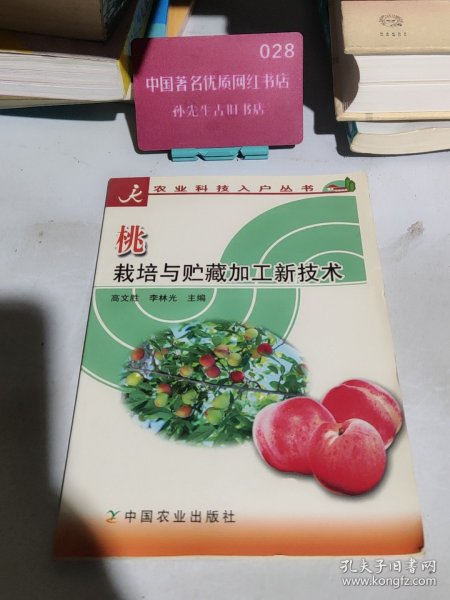 028
中国著名优质网红书店
孙先生古旧书店
农业科技入户丛书
桃
栽培与贮藏加工新技术
高文胜 李林光 主编
中国农业出版社
孔夫子旧书网
www.kongfz.com